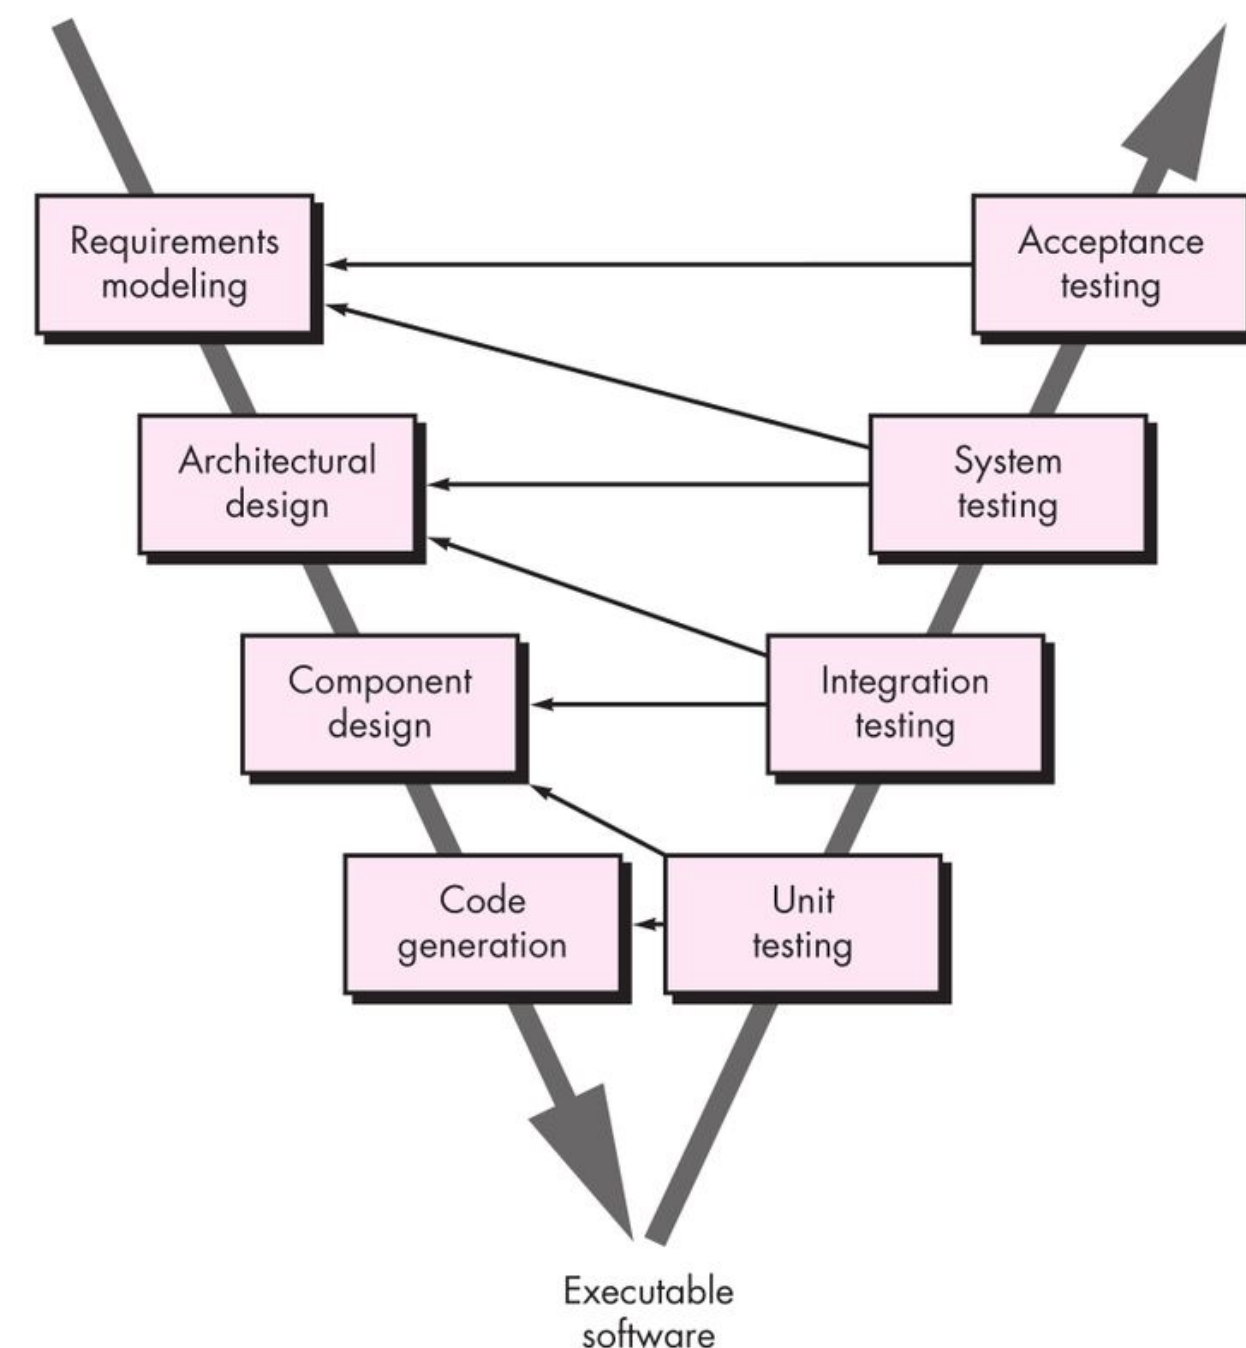 Requirements
modeling
Acceptance
testing
Architectural
design
System
testing
Component
design
Integration
testing
Code
generation
Unit
testing
Executable
software